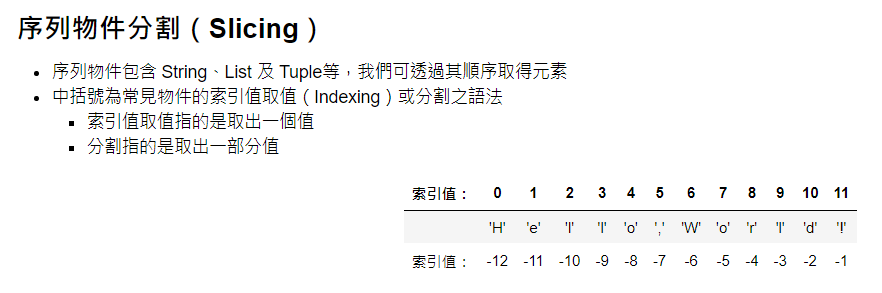 序列物件分割（Slicing）
序列物件包含 String、List 及 Tuple等，我們可透過其順序取得元素
中括號為常見物件的索引值取值（Indexing）或分割之語法
索引值取值指的是取出一個值
分割指的是取出一部分值
索引值： 0 1 2 3 4 5 6 7 8 9 10 11
'H' 'e' 'l' 'l' 'o' ',' 'W' 'o' 'r' 'l' 'd' '!'
索引值： -12 -11 -10 -9 -8 -7 -6 -5 -4 -3 -2 -1